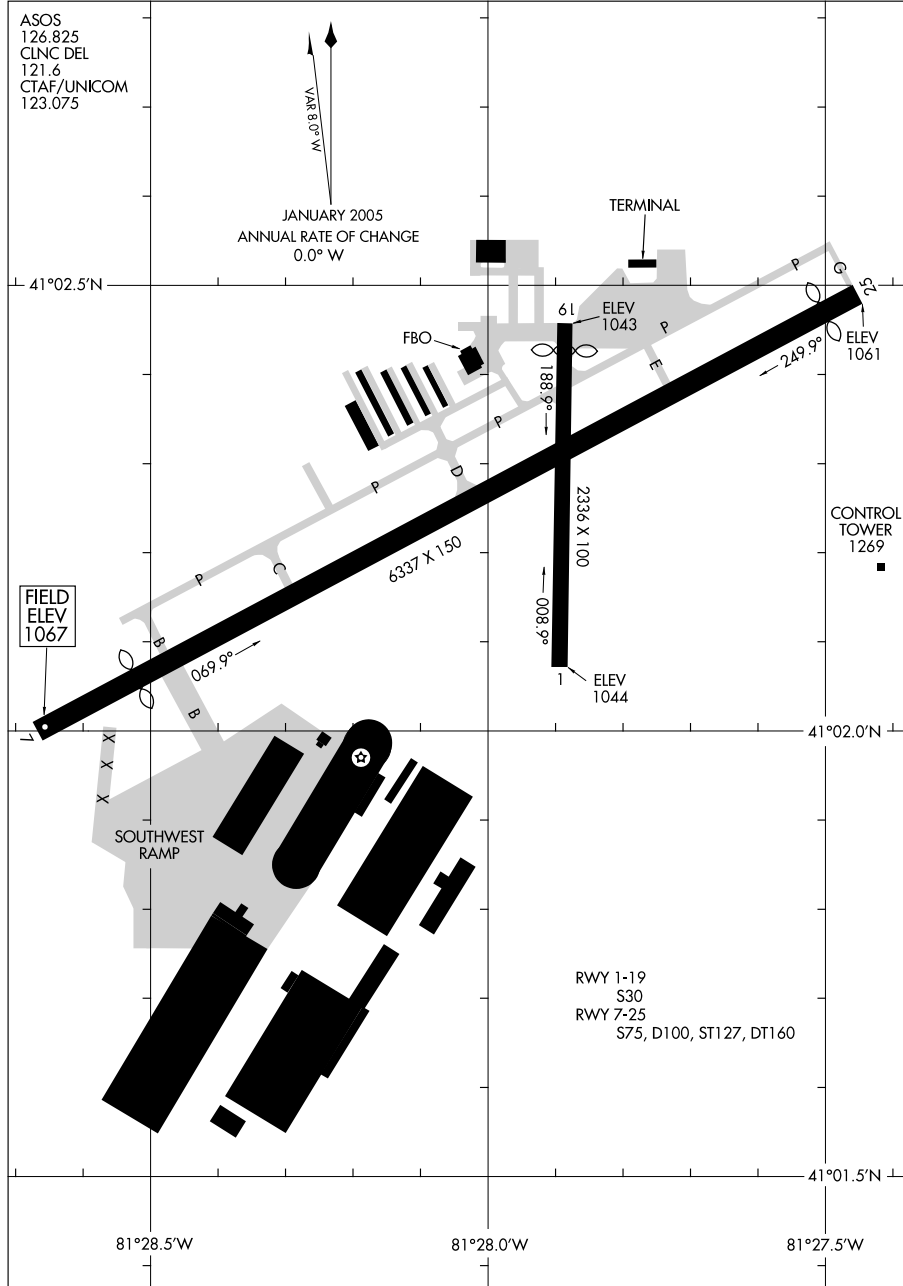 ASOS
126.825
CLNC DEL
121.6
CTAF/UNICOM
123.075
VAR 8.0° W
JANUARY 2005
ANNUAL RATE OF CHANGE
0.0° W
TERMINAL
41°02.5'N
P
G
25
19
ELEV
1043
P
ELEV
1061
FBO
E
249.9°
188.9°
P
D
P
2336 X 100
CONTROL
TOWER
1269
6337 X 150
C
P
FIELD
ELEV
1067
008.9°
B
069.9°
1
ELEV
1044
B
7
41°02.0'N
X
X
X
SOUTHWEST
RAMP
RWY 1-19
S30
RWY 7-25
S75, D100, ST127, DT160
41°01.5'N
81°28.5'W
81°28.0'W
81°27.5'W